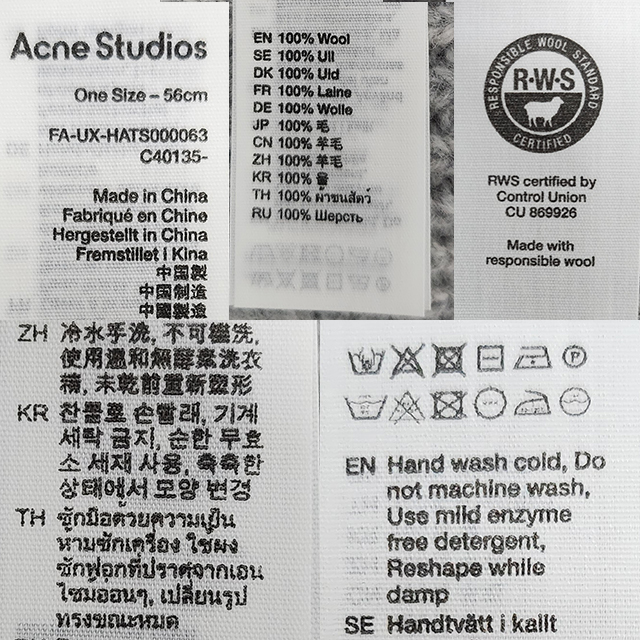 Acne Studios
One Size – 56cm
FA-UX-HATS000063
C40135-
Made in China
Fabriqué en Chine
Hergestellt in China
Fremstillet i Kina
中国製
中国制造
中國製造
EN 100% Wool
SE 100% Ull
DK 100% Uld
FR 100% Laine
DE 100% Wolle
JP 100% 毛
CN 100% 羊毛
ZH 100% 羊毛
KR 100% 울
TH 100% ผ้าขนสัตว์
RU 100% Шерсть
RESPONSIBLE WOOL STANDARD
R·W·S
CERTIFIED
RWS certified by
Control Union
CU 869926
Made with
responsible wool
ZH 冷水手洗, 不可機洗,
使用溫和無酵素洗衣
精, 未乾前重新塑形
KR 찬물로 손빨래, 기계
세탁 금지, 순한 무효
소 세제 사용, 축축한
상태에서 모양 변경
TH ซักมือด้วยความเย็น
ห้ามซักเครื่อง ใช้ผง
ซักฟอกที่ปราศจากเอน
ไซม์อ่อนๆ, เปลี่ยนรูป
ทรงขณะหมาด
P
EN Hand wash cold, Do
not machine wash,
Use mild enzyme
free detergent,
Reshape while
damp
SE Handtvätt i kallt